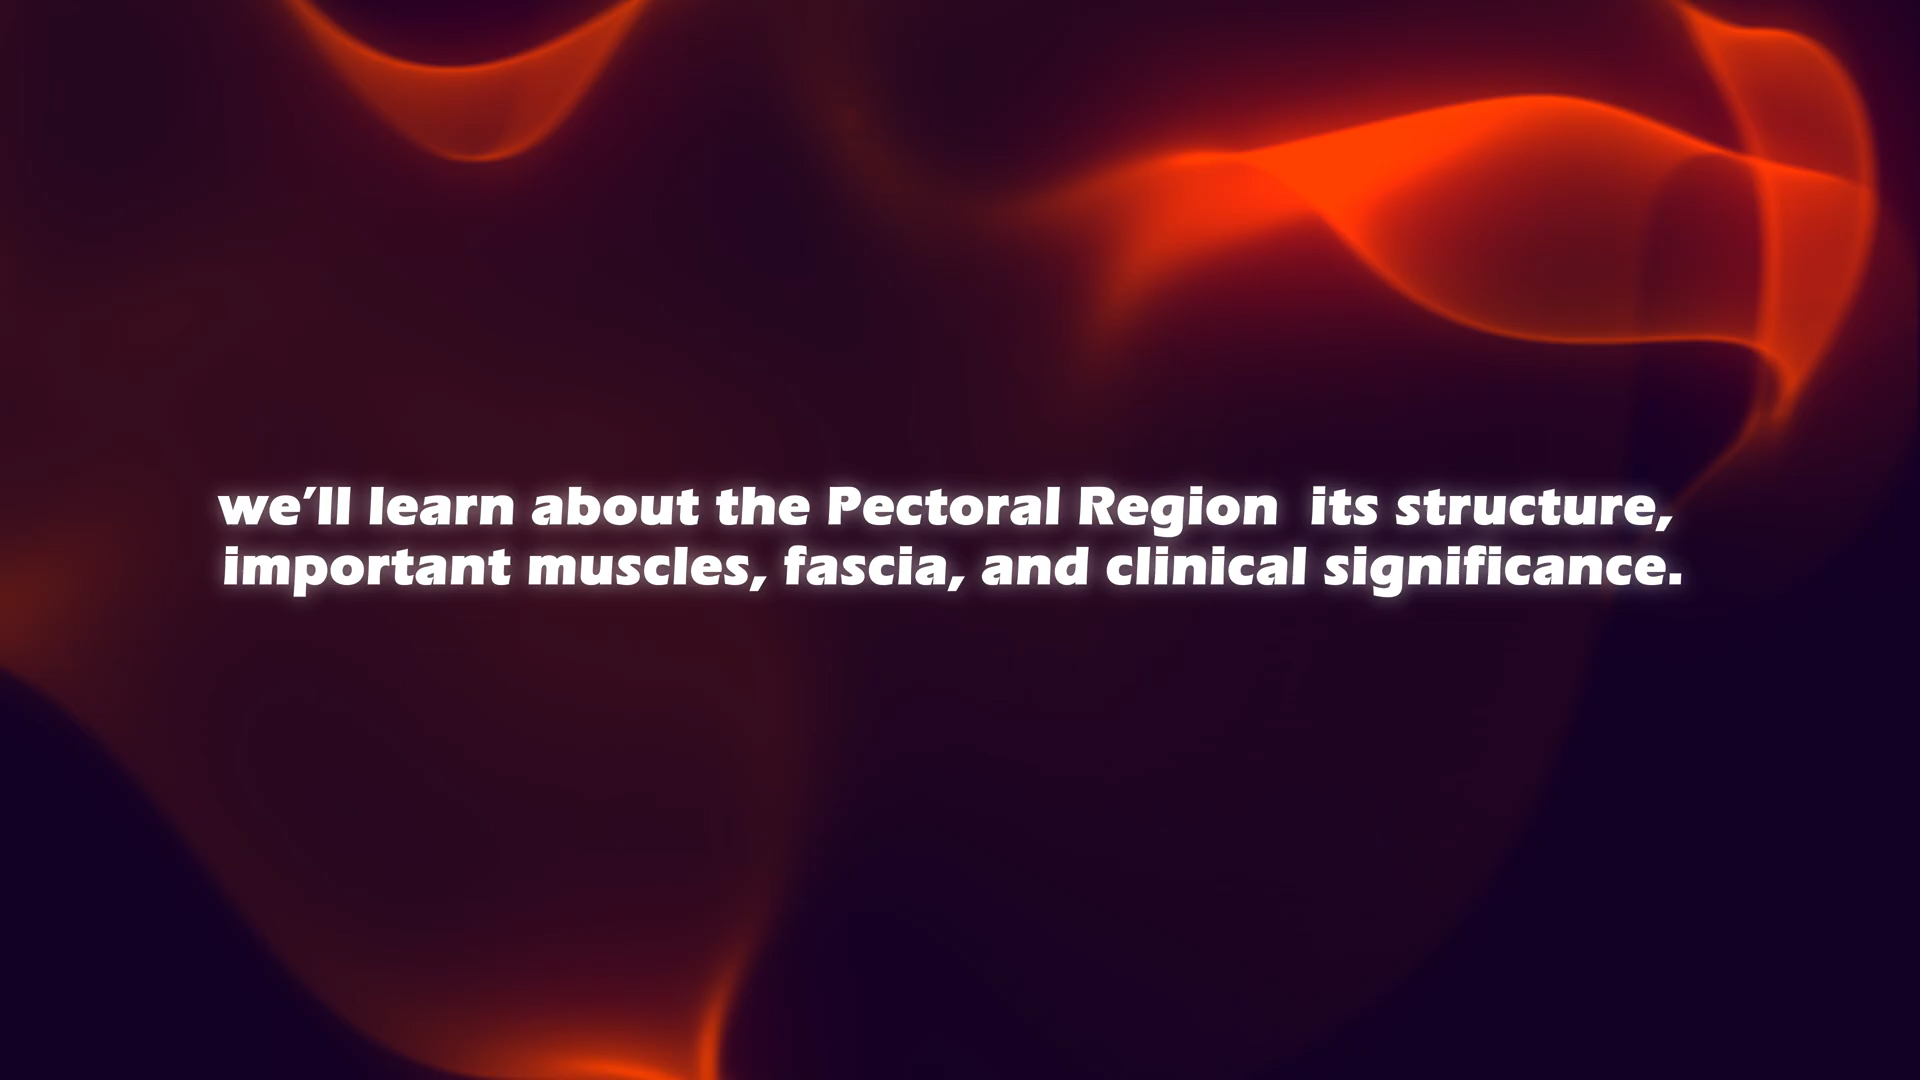 we'll learn about the Pectoral Region  its structure,
important muscles, fascia, and clinical significance.